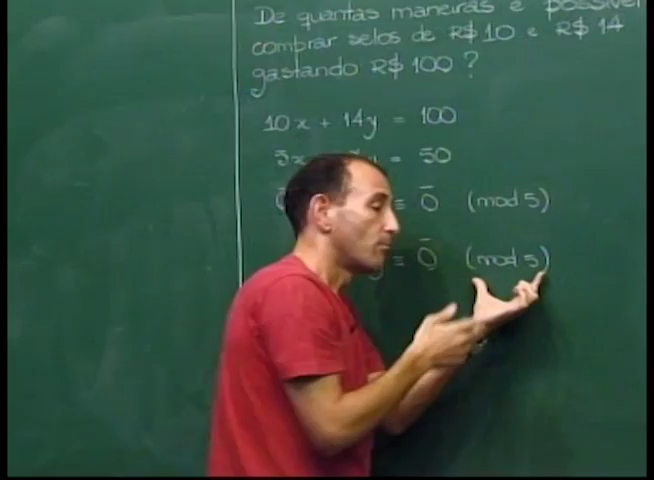 De quantas maneiras é possível
comprar selos de R$ 10 e R$ 14
gastando R$ 100 ?
10x + 14y = 100
= 50
≡ 0̄ (mod 5)
≡ 0̄ (mod 5)